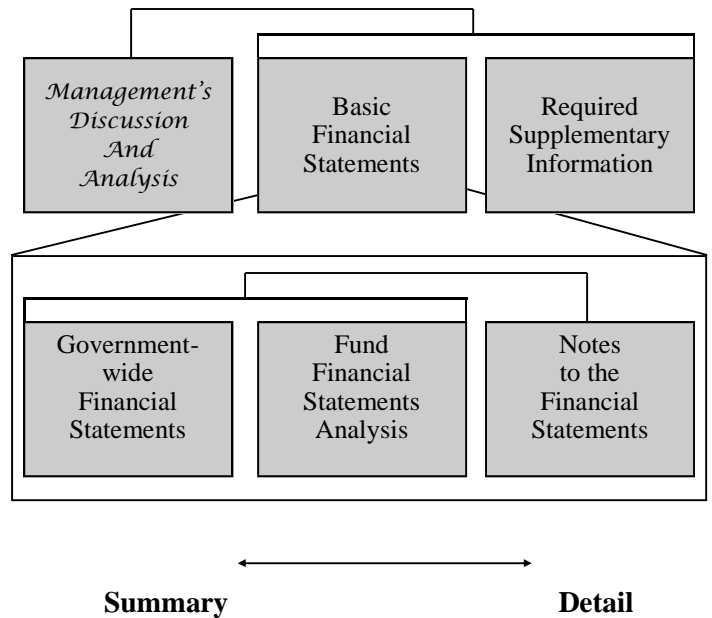 Management's
Discussion
And
Analysis
Basic
Financial
Statements
Required
Supplementary
Information
Government-
wide
Financial
Statements
Fund
Financial
Statements
Analysis
Notes
to the
Financial
Statements
Summary
Detail